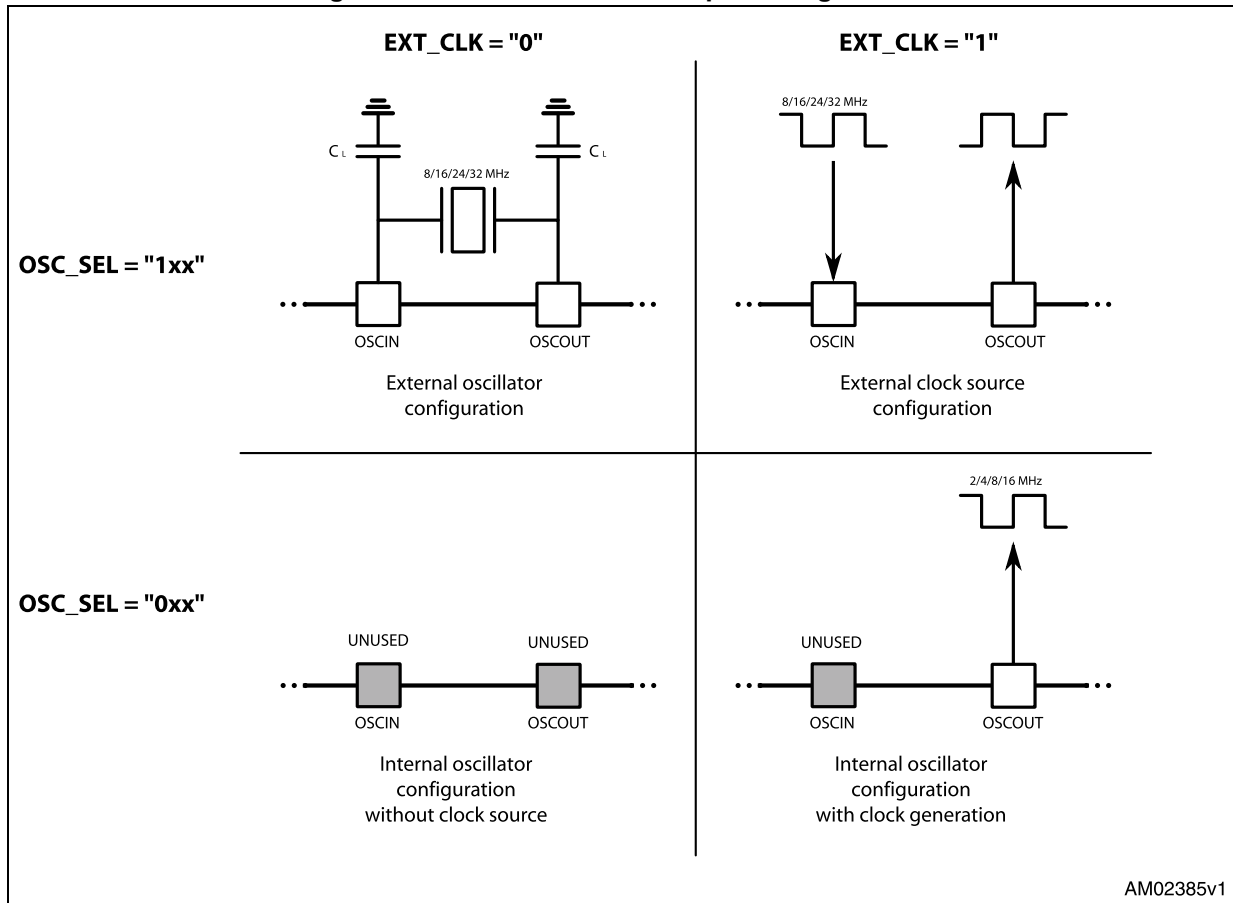 EXT_CLK = "0"
EXT_CLK = "1"
OSC_SEL = "1xx"
C L
C L
8/16/24/32 MHz
OSCIN
OSCOUT
External oscillator
configuration
8/16/24/32 MHz
OSCIN
OSCOUT
External clock source
configuration
OSC_SEL = "0xx"
UNUSED
UNUSED
OSCIN
OSCOUT
Internal oscillator
configuration
without clock source
2/4/8/16 MHz
UNUSED
OSCIN
OSCOUT
Internal oscillator
configuration
with clock generation
AM02385v1